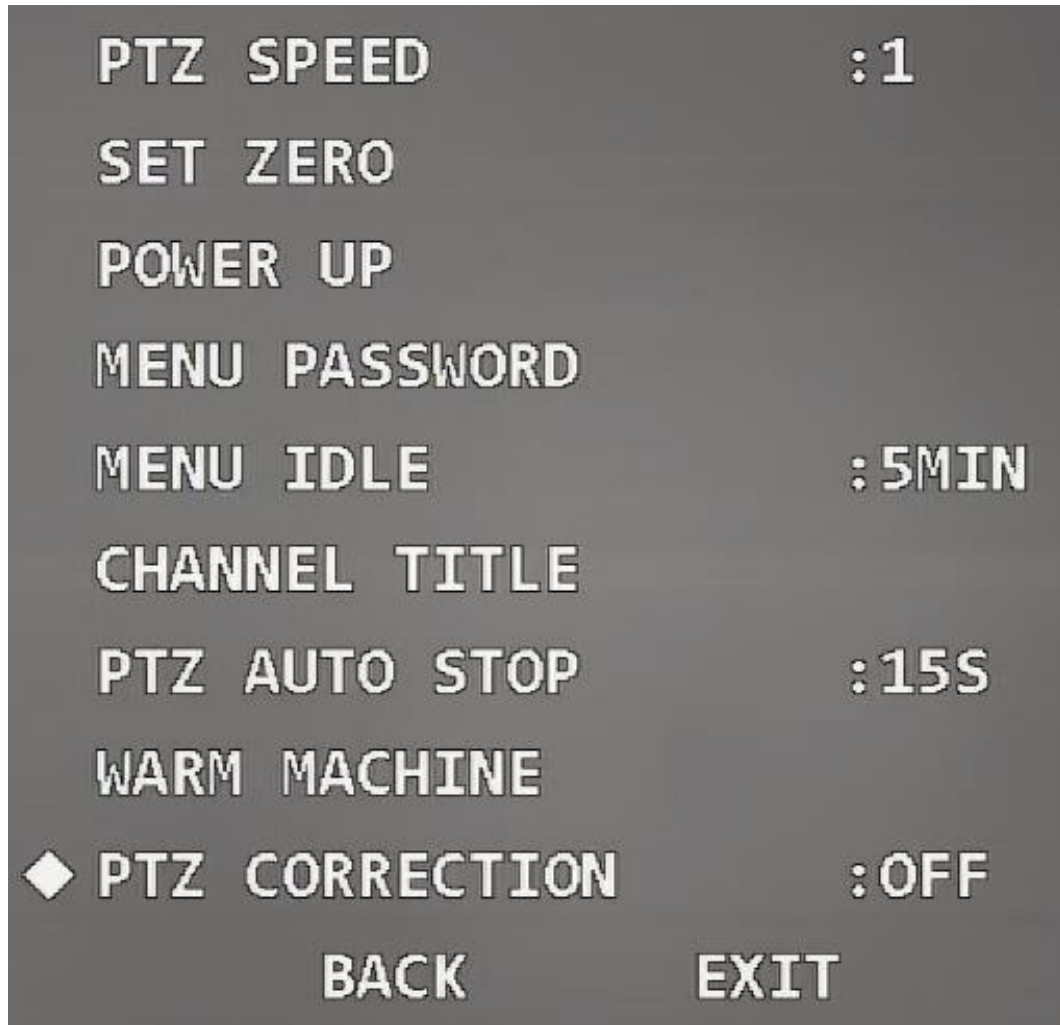 PTZ SPEED :1
SET ZERO
POWER UP
MENU PASSWORD
MENU IDLE :5MIN
CHANNEL TITLE
PTZ AUTO STOP :15S
WARM MACHINE
PTZ CORRECTION :OFF
BACK EXIT